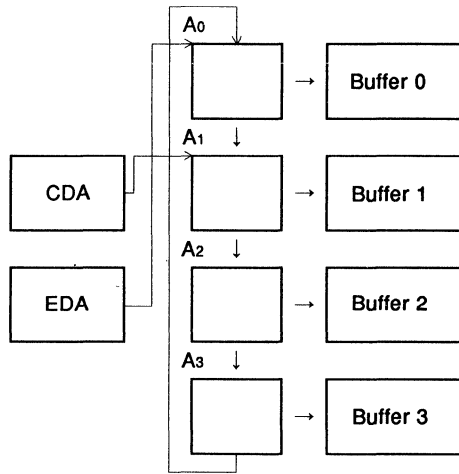 A0
Buffer 0
A1
CDA
Buffer 1
A2
EDA
Buffer 2
A3
Buffer 3